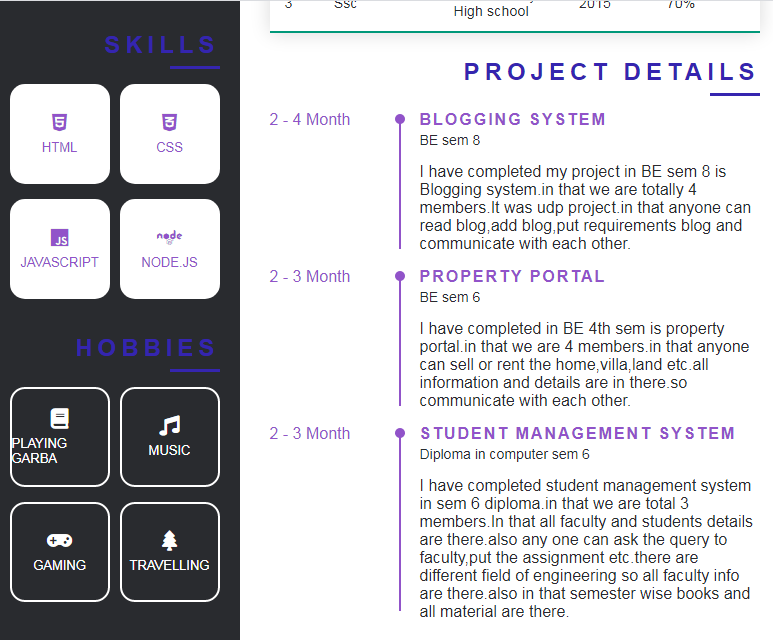 SKILLS
HTML
CSS
JAVASCRIPT
NODE.JS
HOBBIES
PLAYING
GARBA
MUSIC
GAMING
TRAVELLING
3 Ssc High school 2015 70%
PROJECT DETAILS
2 - 4 Month
BLOGGING SYSTEM
BE sem 8
I have completed my project in BE sem 8 is
Blogging system.in that we are totally 4
members.It was udp project.in that anyone can
read blog,add blog,put requirements blog and
communicate with each other.
2 - 3 Month
PROPERTY PORTAL
BE sem 6
I have completed in BE 4th sem is property
portal.in that we are 4 members.in that anyone
can sell or rent the home,villa,land etc.all
information and details are in there.so
communicate with each other.
2 - 3 Month
STUDENT MANAGEMENT SYSTEM
Diploma in computer sem 6
I have completed student management system
in sem 6 diploma.in that we are total 3
members.In that all faculty and students details
are there.also any one can ask the query to
faculty,put the assignment etc.there are
different field of engineering so all faculty info
are there.also in that semester wise books and
all material are there.